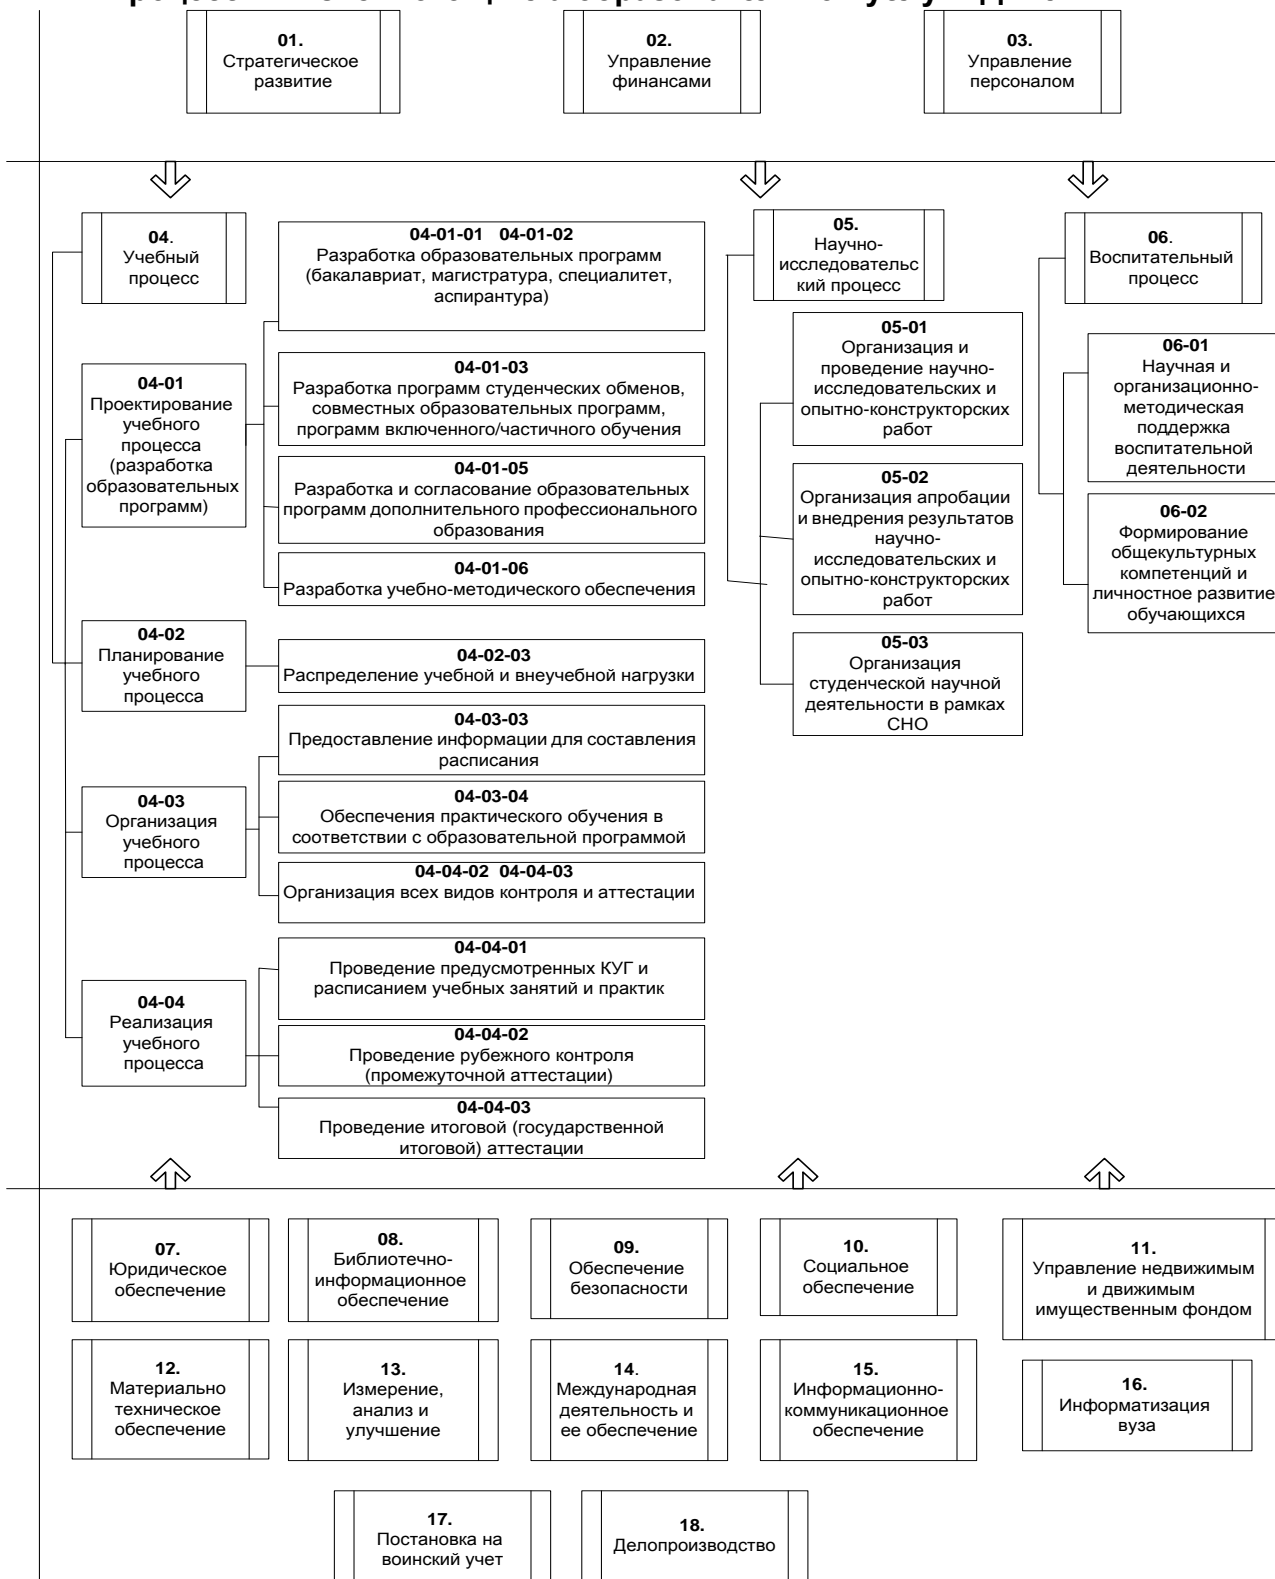 01.
Стратегическое
развитие
02.
Управление
финансами
03.
Управление
персоналом
04.
Учебный
процесс
04-01-01 04-01-02
Разработка образовательных программ
(бакалавриат, магистратура, специалитет,
аспирантура)
05.
Научно-
исследовательс
кий процесс
06.
Воспитательный
процесс
04-01
Проектирование
учебного
процесса
(разработка
образовательных
программ)
04-01-03
Разработка программ студенческих обменов,
совместных образовательных программ,
программ включенного/частичного обучения
04-01-05
Разработка и согласование образовательных
программ дополнительного профессионального
образования
04-01-06
Разработка учебно-методического обеспечения
05-01
Организация и
проведение научно-
исследовательских и
опытно-конструкторских
работ
05-02
Организация апробации
и внедрения результатов
научно-
исследовательских и
опытно-конструкторских
работ
05-03
Организация
студенческой научной
деятельности в рамках
СНО
06-01
Научная и
организационно-
методическая
поддержка
воспитательной
деятельности
06-02
Формирование
общекультурных
компетенций и
личностное развитие
обучающихся
04-02
Планирование
учебного
процесса
04-02-03
Распределение учебной и внеучебной нагрузки
04-03
Организация
учебного
процесса
04-03-03
Предоставление информации для составления
расписания
04-03-04
Обеспечения практического обучения в
соответствии с образовательной программой
04-04-02 04-04-03
Организация всех видов контроля и аттестации
04-04
Реализация
учебного
процесса
04-04-01
Проведение предусмотренных КУГ и
расписанием учебных занятий и практик
04-04-02
Проведение рубежного контроля
(промежуточной аттестации)
04-04-03
Проведение итоговой (государственной
итоговой) аттестации
07.
Юридическое
обеспечение
08.
Библиотечно-
информационное
обеспечение
09.
Обеспечение
безопасности
10.
Социальное
обеспечение
11.
Управление недвижимым
и движимым
имущественным фондом
12.
Материально
техническое
обеспечение
13.
Измерение,
анализ и
улучшение
14.
Международная
деятельность и
ее обеспечение
15.
Информационно-
коммуникационное
обеспечение
16.
Информатизация
вуза
17.
Постановка на
воинский учет
18.
Делопроизводство